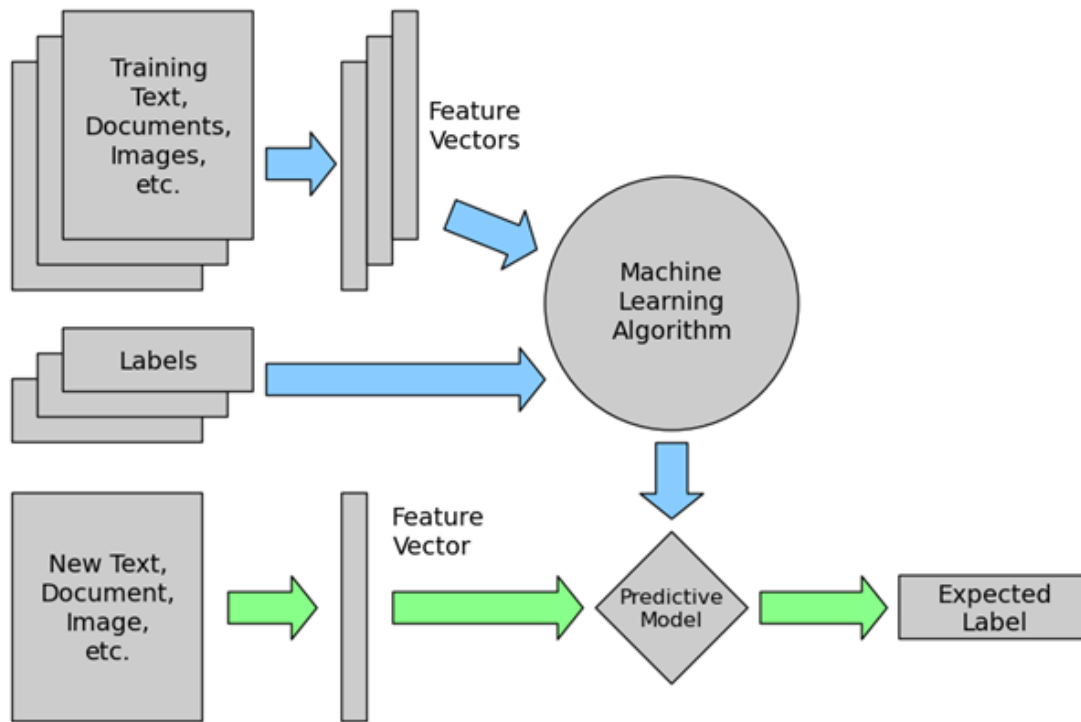 Training
Text,
Documents,
Images,
etc.
Feature
Vectors
Machine
Learning
Algorithm
Labels
New Text,
Document,
Image,
etc.
Feature
Vector
Predictive
Model
Expected
Label